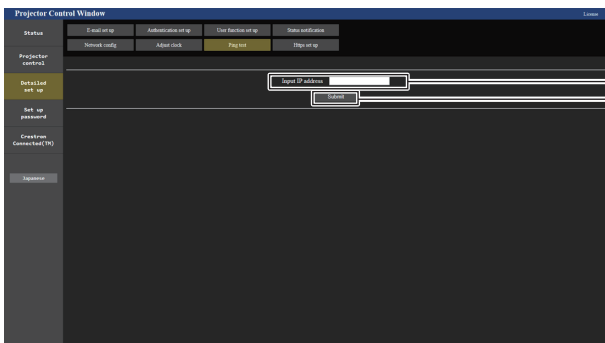 Projector Control Window
License
Status
E-mail set up
Authentication set up
User function set up
Status notification
Network config
Adjust clock
Ping test
Https set up
Projector
control
Detailed
set up
Set up
password
Crestron
Connected(TM)
Japanese
Input IP address
Submit